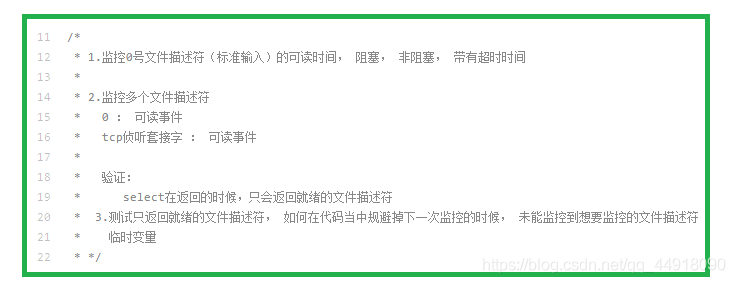 11 /*
12  * 1.监控0号文件描述符（标准输入）的可读时间， 阻塞， 非阻塞， 带有超时时间
13  *
14  * 2.监控多个文件描述符
15  *   0 ： 可读事件
16  *   tcp侦听套接字 ： 可读事件
17  *
18  *   验证：
19  *      select在返回的时候，只会返回就绪的文件描述符
20  *  3.测试只返回就绪的文件描述符， 如何在代码当中规避掉下一次监控的时候， 未能监控到想要监控的文件描述符
21  *    临时变量
22  * */
https://blog.csdn.net/qq_44918090